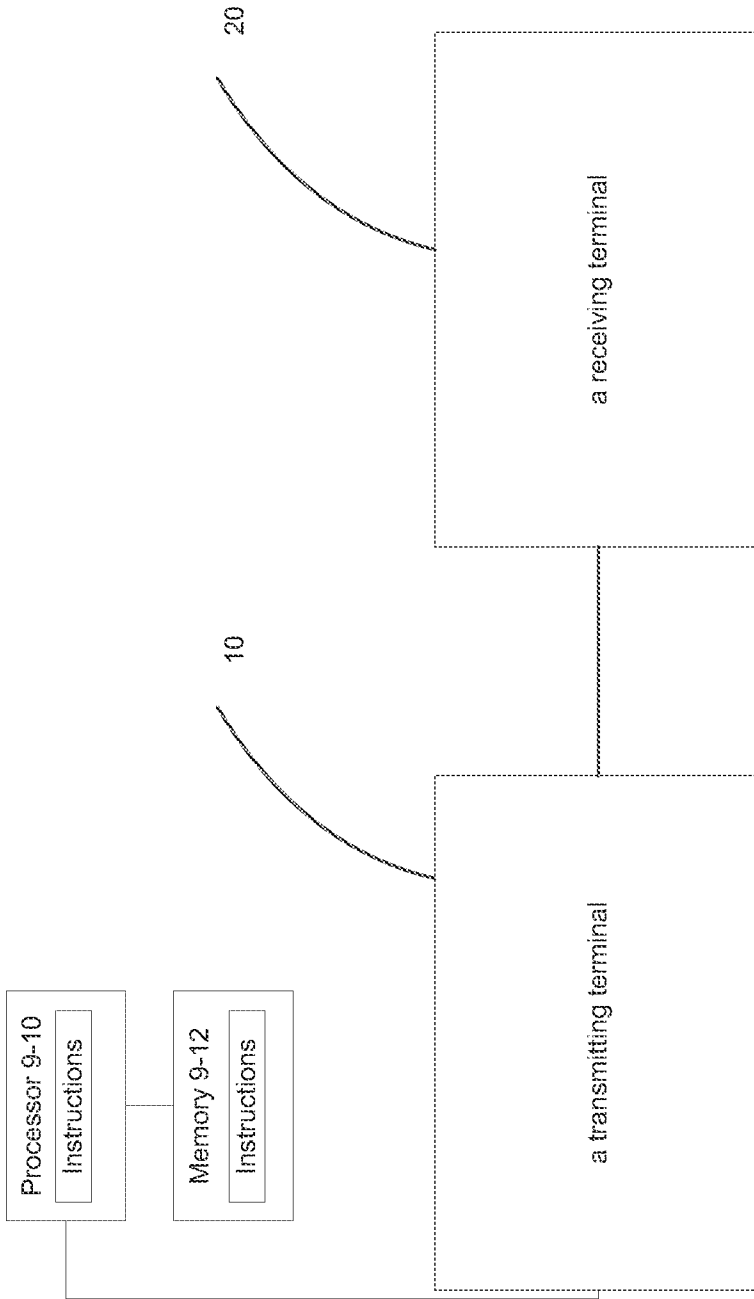 Processor 9-10
Instructions
Memory 9-12
Instructions
10
20
a transmitting terminal
a receiving terminal